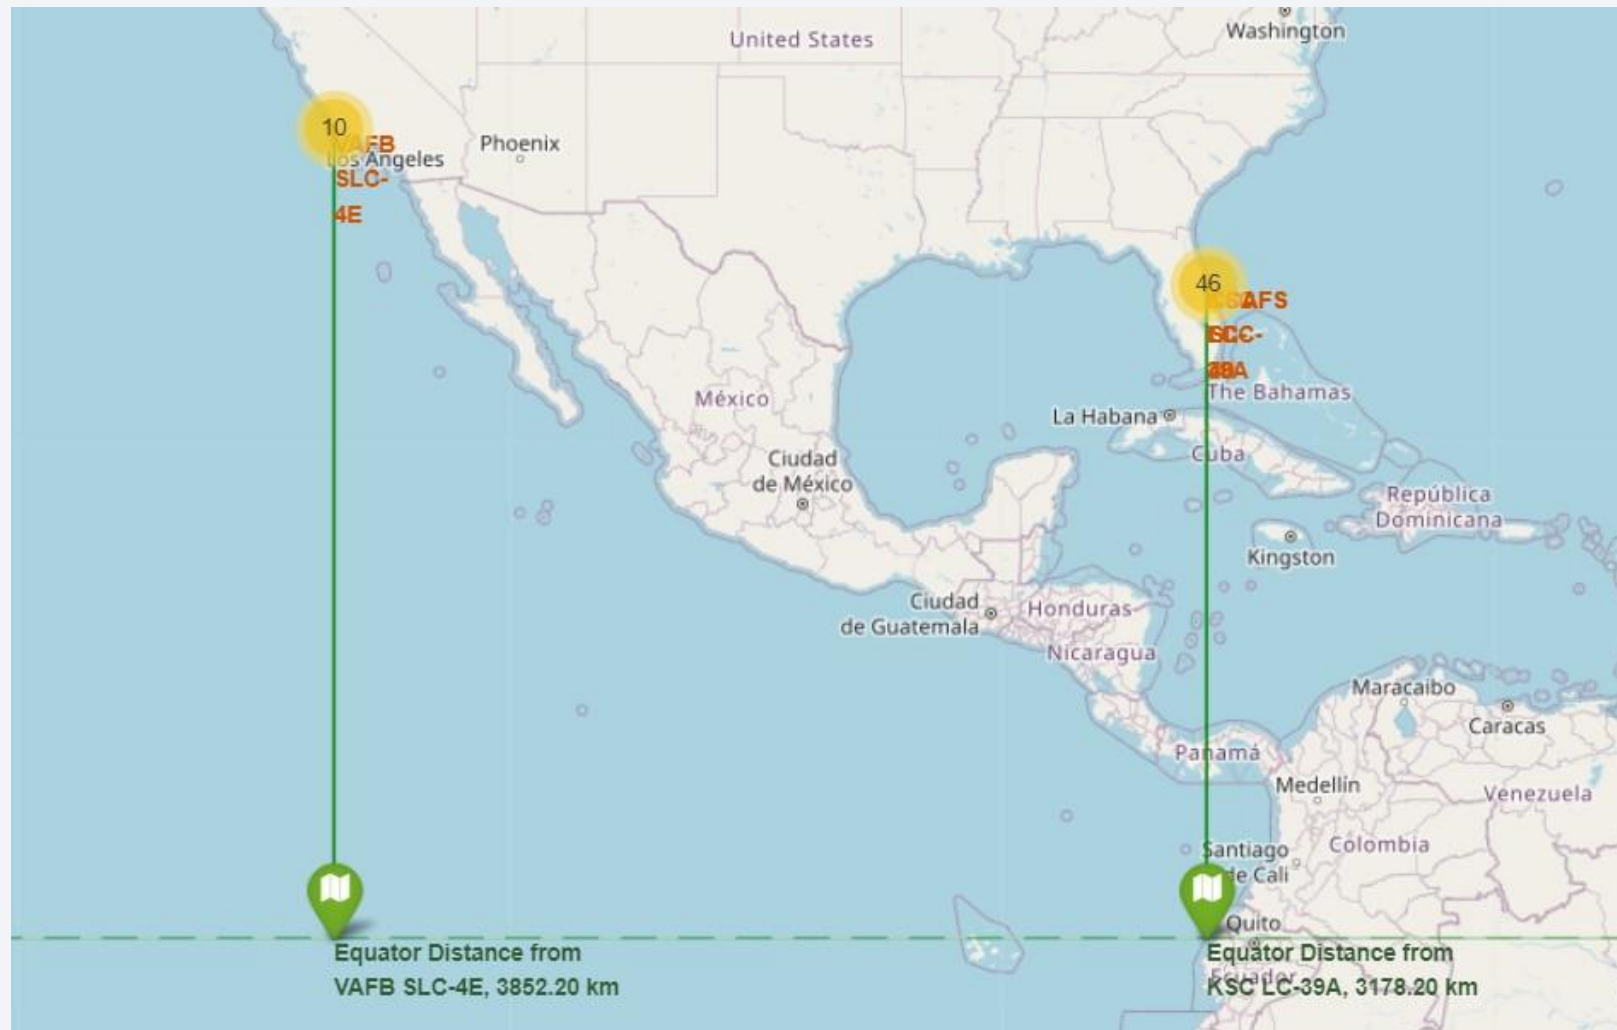 Washington
United States
10
VAFB
Los Angeles
SLC-
4E
Phoenix
46
AFS
The Bahamas
México
La Habana
Cuba
Ciudad
de México
República
Dominicana
Kingston
Ciudad
de Guatemala
Honduras
Nicaragua
Maracaibo
Caracas
Panamá
Medellín
Venezuela
Colombia
Santiago
de Cali
Quito
Equator Distance from
VAFB SLC-4E, 3852.20 km
Equator Distance from
Ecuador
KSC LC-39A, 3178.20 km